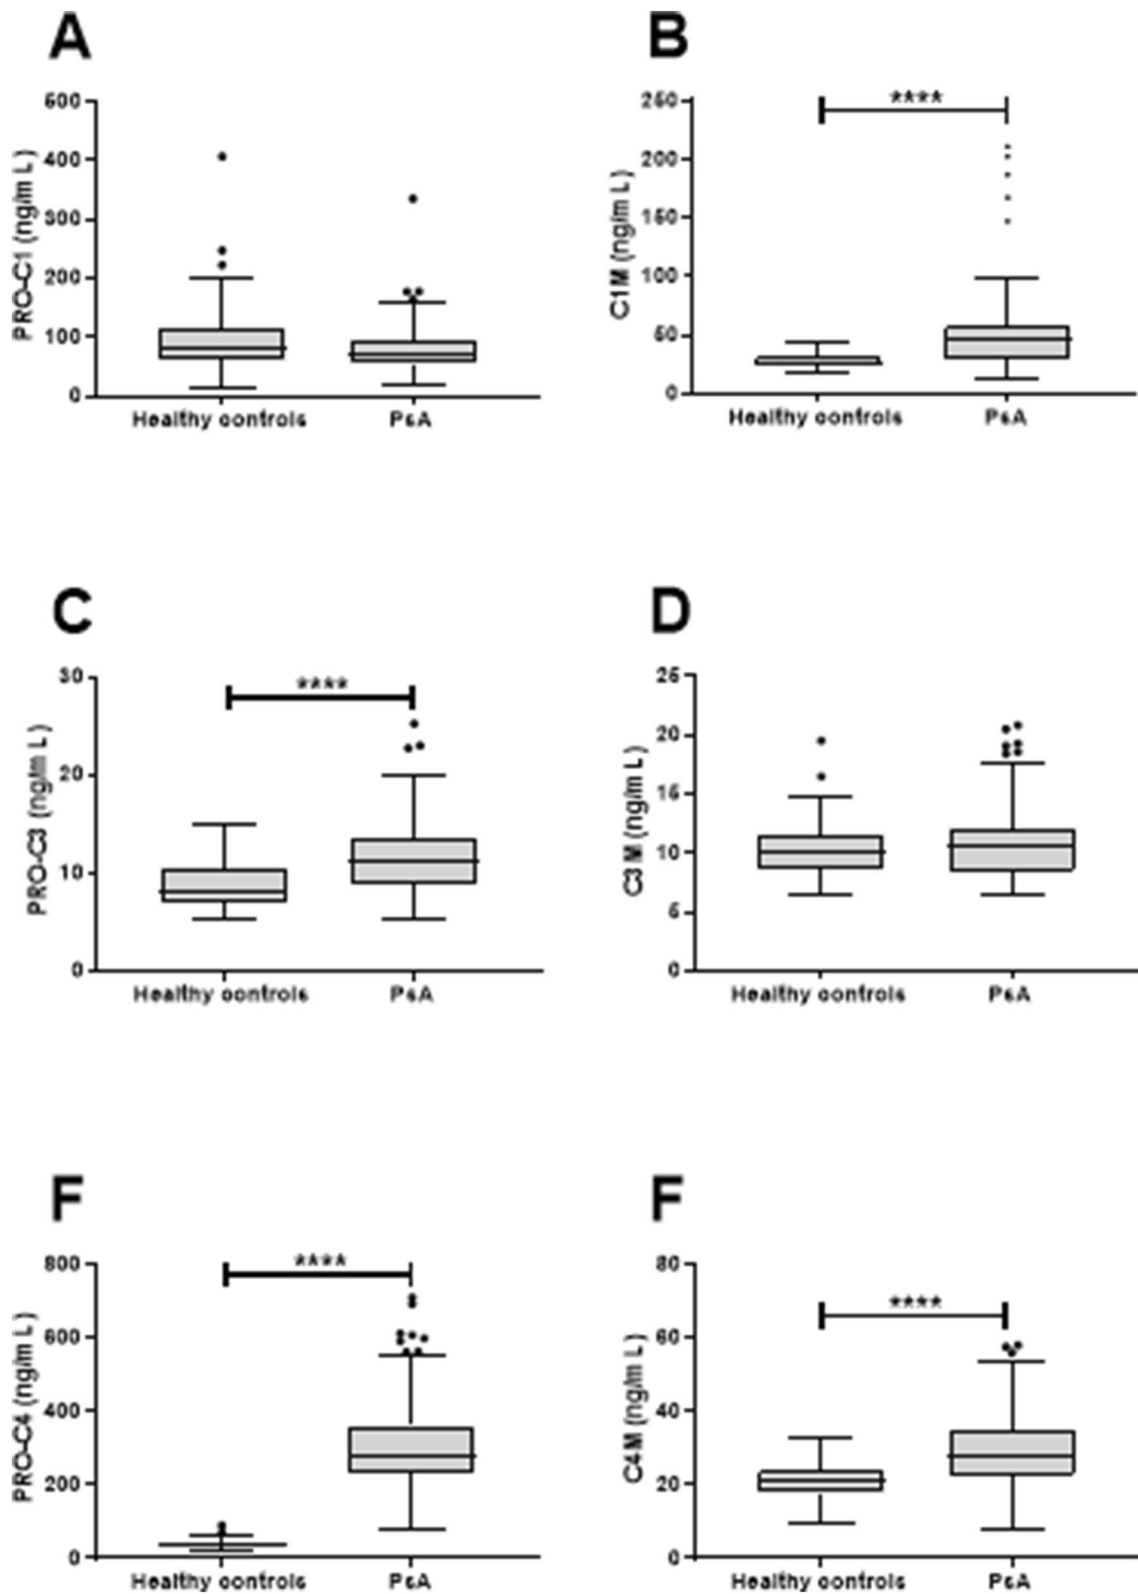 A
500
400
300
200
100
0
PRO-C1 (ng/mL)
Healthy controls
PsA
B
250
200
150
100
50
0
C1M (ng/mL)
****
Healthy controls
PsA
C
30
20
10
0
PRO-C3 (ng/mL)
****
Healthy controls
PsA
D
25
20
15
10
5
0
C3M (ng/mL)
Healthy controls
PsA
F
800
600
400
200
0
PRO-C4 (ng/mL)
****
Healthy controls
PsA
F
80
60
40
20
0
C4M (ng/mL)
****
Healthy controls
PsA